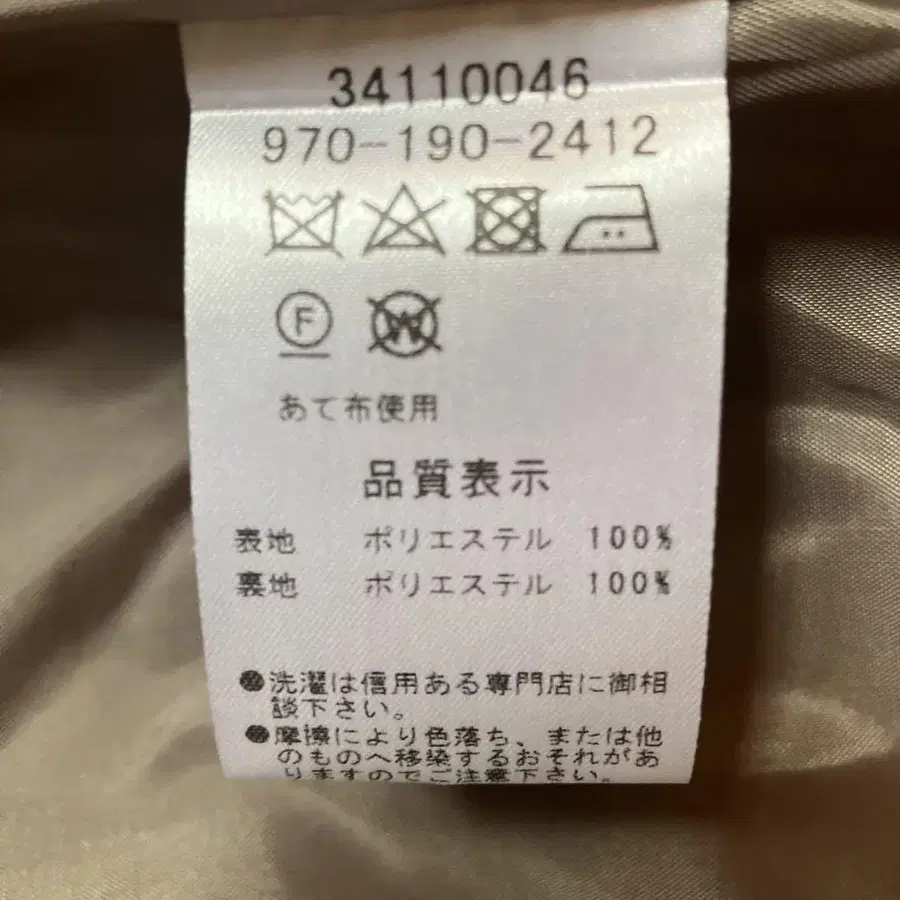 34110046
970-190-2412
F W
あて布使用
品質表示
表地 ポリエステル 100%
裏地 ポリエステル 100%
●洗濯は信用ある専門店に御相
談下さい。
●摩擦により色落ち、または他
のものへ移染するおそれがあ
りますのでご注意下さい。